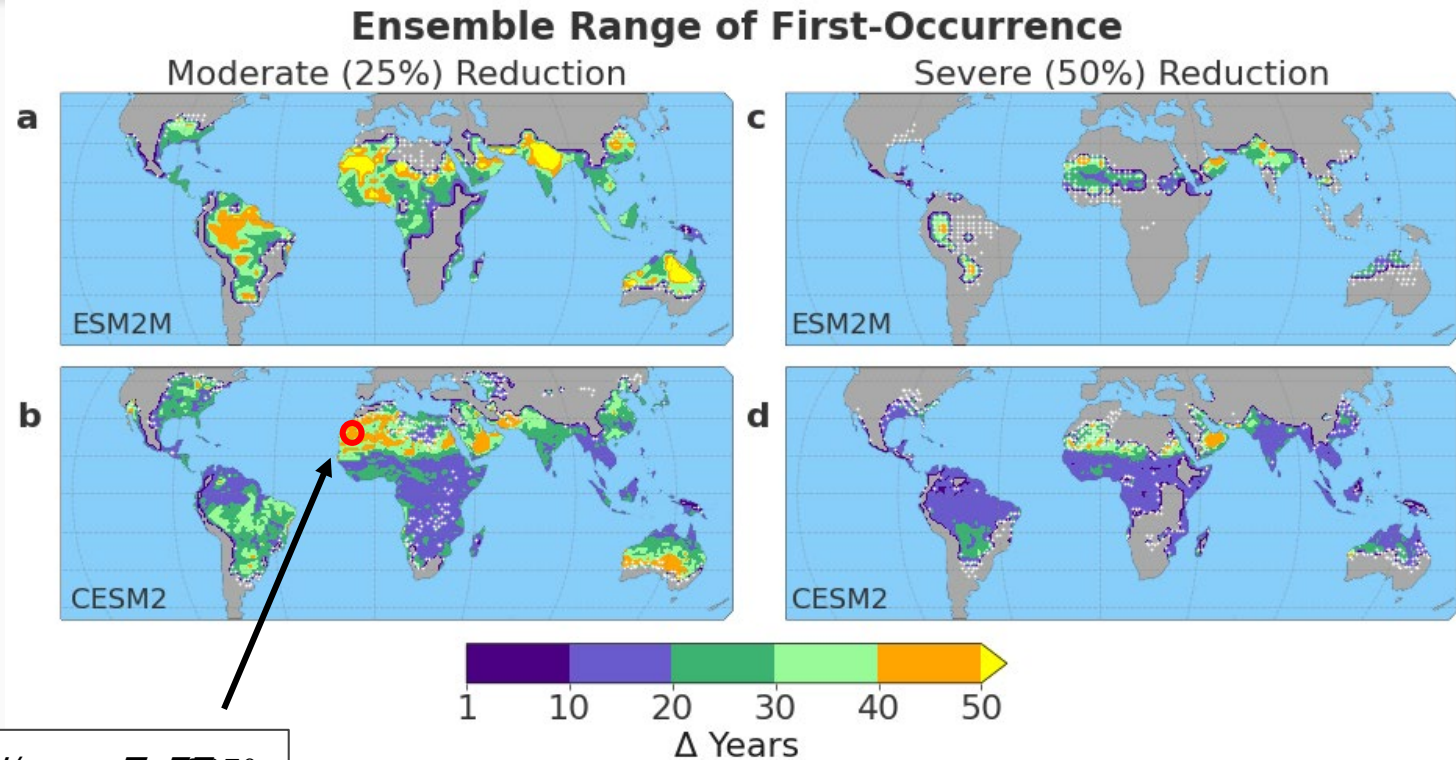 Ensemble Range of First-Occurrence
Moderate (25%) Reduction
Severe (50%) Reduction
a
c
ESM2M
ESM2M
b
d
CESM2
CESM2
1 10 20 30 40 50
Δ Years